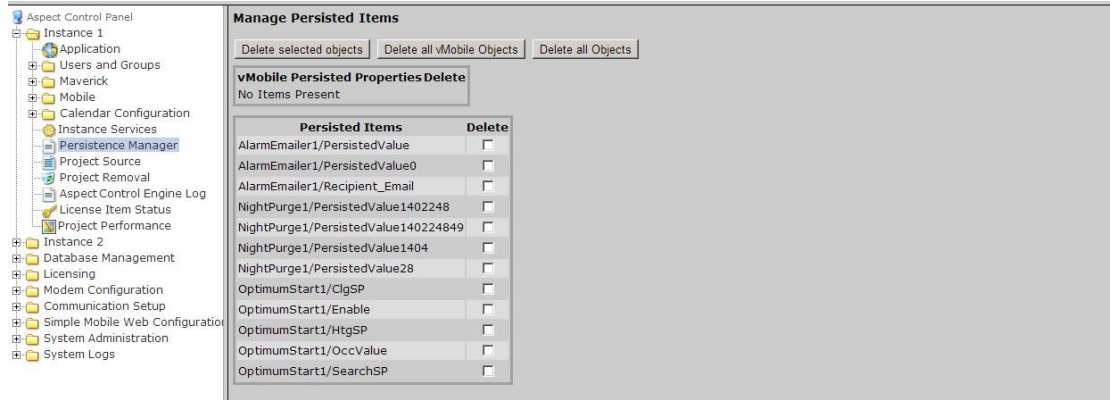 Aspect Control Panel
Instance 1
Application
Users and Groups
Maverick
Mobile
Calendar Configuration
Instance Services
Persistence Manager
Project Source
Project Removal
Aspect Control Engine Log
License Item Status
Project Performance
Instance 2
Database Management
Licensing
Modem Configuration
Communication Setup
Simple Mobile Web Configuratio
System Administration
System Logs
Manage Persisted Items
Delete selected objects Delete all vMobile Objects Delete all Objects
vMobile Persisted Properties Delete
No Items Present
Persisted Items Delete
AlarmEmailer1/PersistedValue
AlarmEmailer1/PersistedValue0
AlarmEmailer1/Recipient_Email
NightPurge1/PersistedValue1402248
NightPurge1/PersistedValue140224849
NightPurge1/PersistedValue1404
NightPurge1/PersistedValue28
OptimumStart1/ClgSP
OptimumStart1/Enable
OptimumStart1/HtgSP
OptimumStart1/OccValue
OptimumStart1/SearchSP